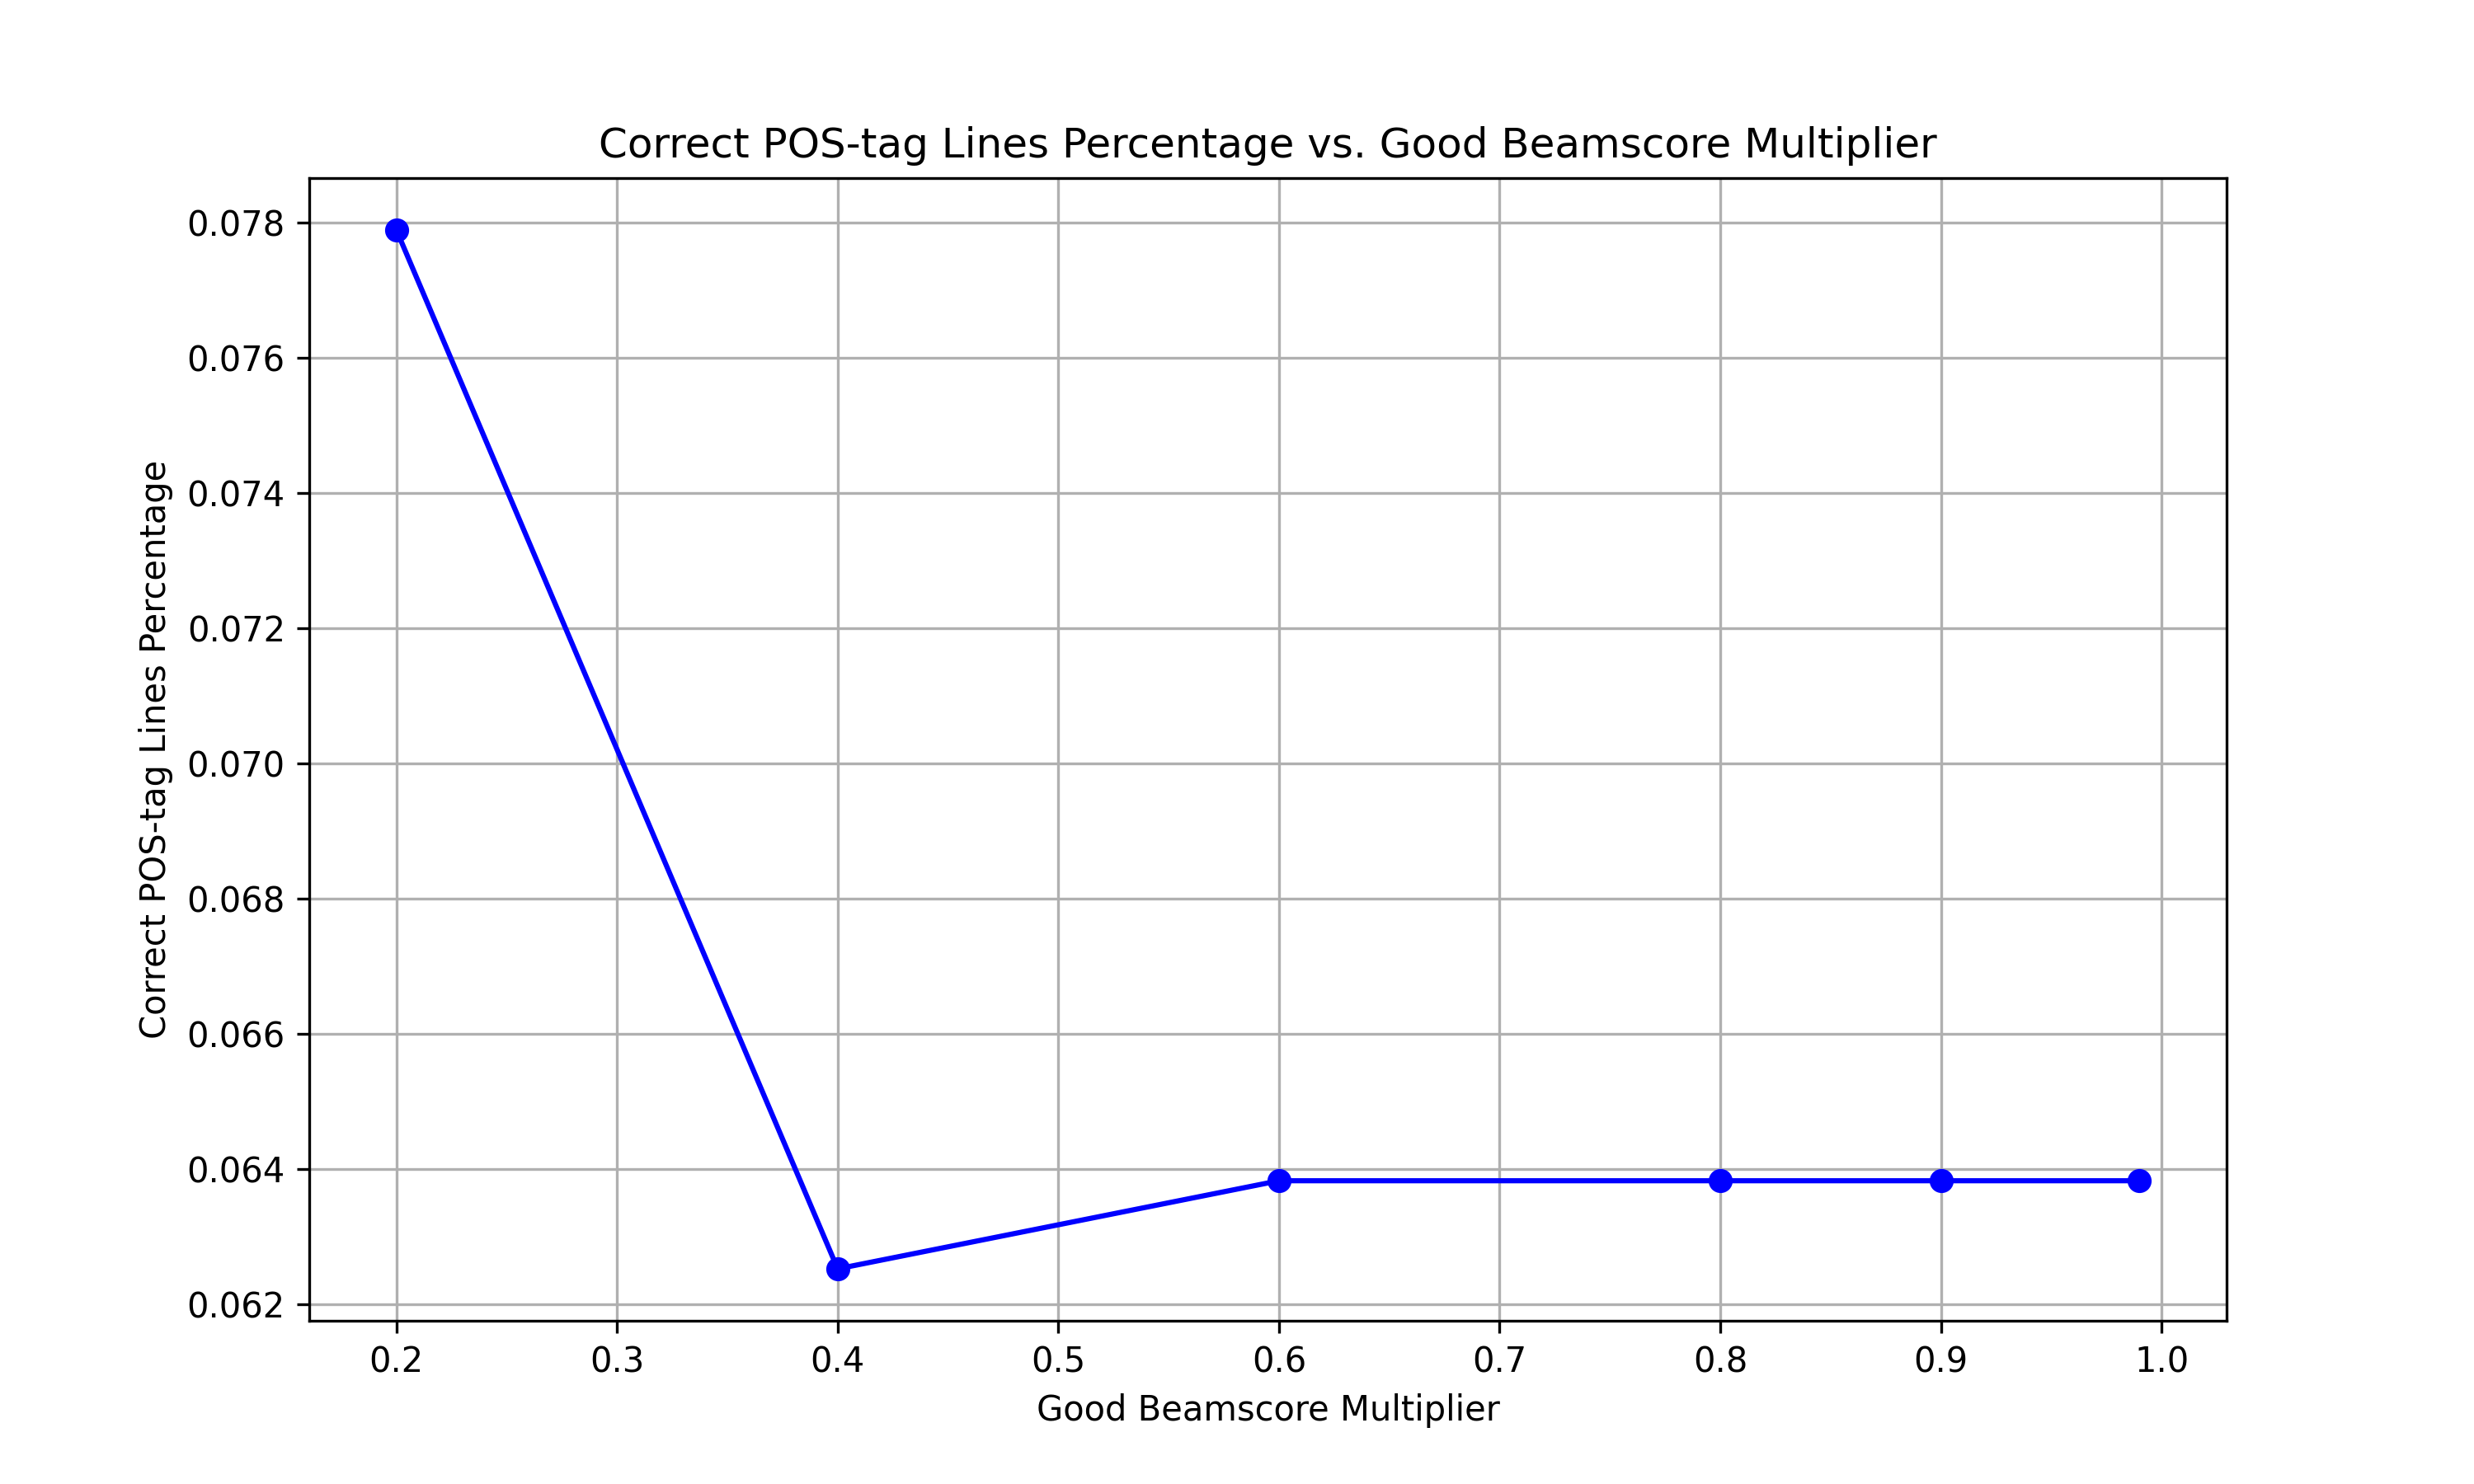 Correct POS-tag Lines Percentage vs. Good Beamscore Multiplier
Correct POS-tag Lines Percentage
0.078
0.076
0.074
0.072
0.070
0.068
0.066
0.064
0.062
0.2 0.3 0.4 0.5 0.6 0.7 0.8 0.9 1.0
Good Beamscore Multiplier